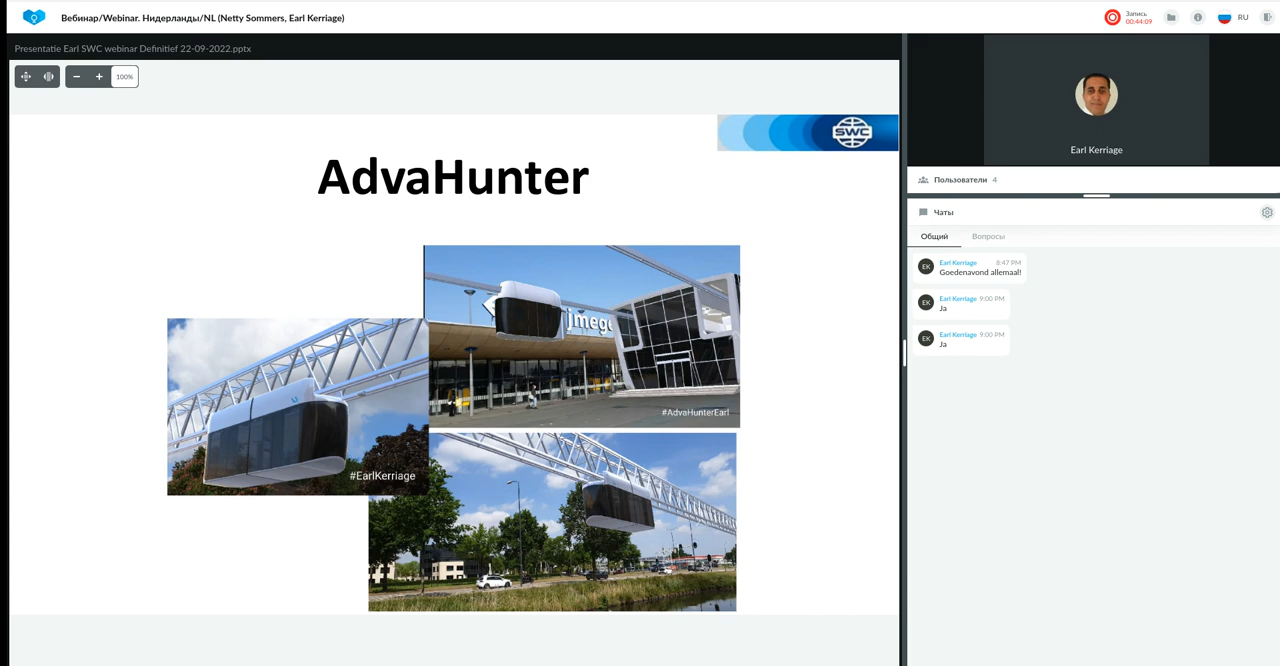 Вебинар/Webinar. Нидерланды/NL (Netty Sommers, Earl Kerriage)
Запись
00:44:09
RU
Presentatie Earl SWC webinar Definitief 22-09-2022.pptx
100%
SWC
AdvaHunter
imege
#AdvaHunterEarl
#EarlKerriage
Earl Kerriage
Пользователи 4
Чаты
Общий
Вопросы
EK
Earl Kerriage 8:47 PM
Goedenavond allemaal!
EK
Earl Kerriage 9:00 PM
Ja
EK
Earl Kerriage 9:00 PM
Ja